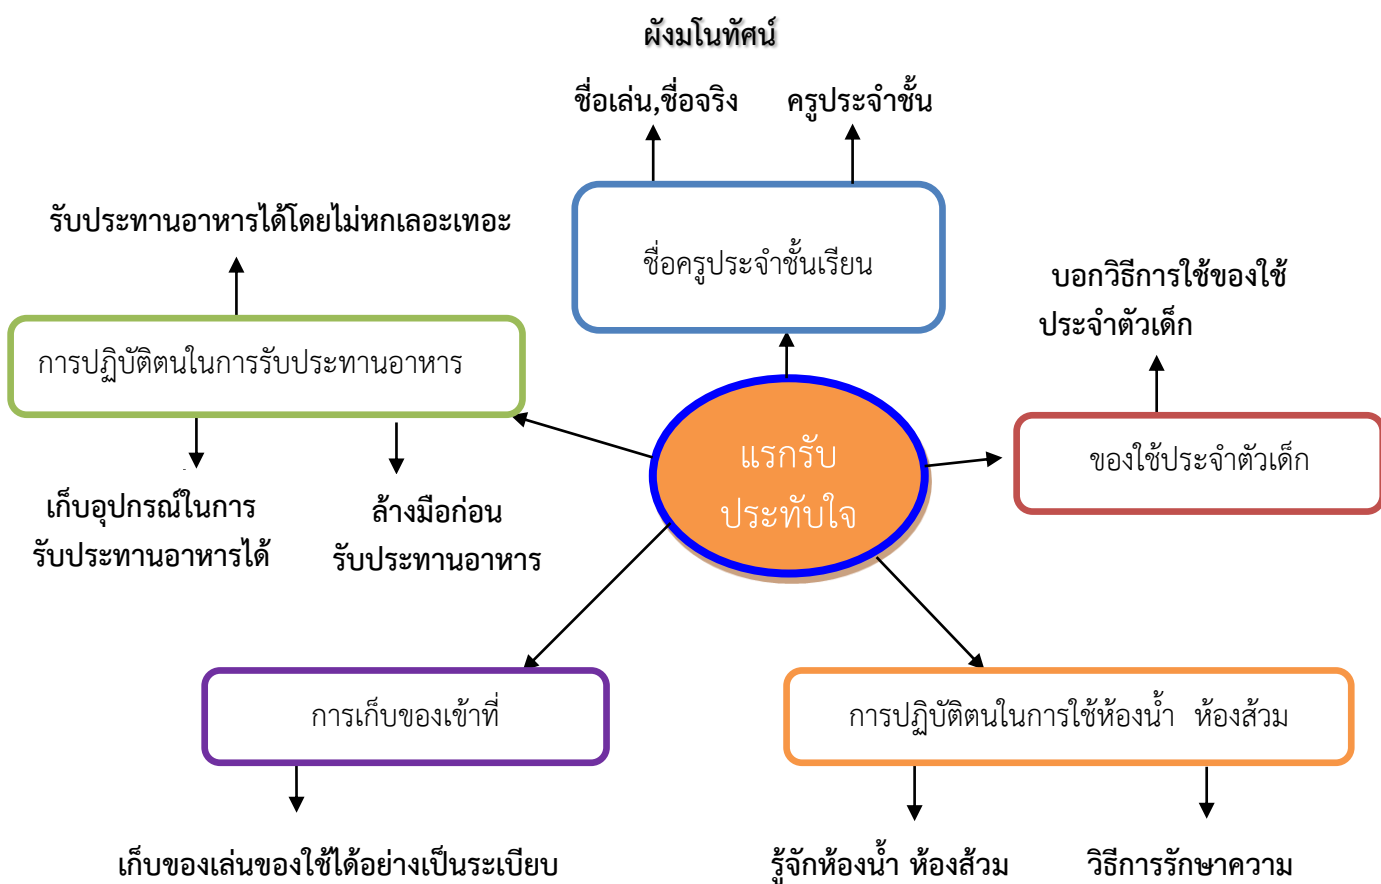 ผังมโนทัศน์
ชื่อเล่น,ชื่อจริง ครูประจำชั้น
ชื่อครูประจำชั้นเรียน
รับประทานอาหารได้โดยไม่หกเลอะเทอะ
การปฏิบัติตนในการรับประทานอาหาร
เก็บอุปกรณ์ในการ
รับประทานอาหารได้
ล้างมือก่อน
รับประทานอาหาร
บอกวิธีการใช้ของใช้
ประจำตัวเด็ก
ของใช้ประจำตัวเด็ก
แรกรับ
ประทับใจ
การเก็บของเข้าที่
เก็บของเล่นของใช้ได้อย่างเป็นระเบียบ
การปฏิบัติตนในการใช้ห้องน้ำ ห้องส้วม
รู้จักห้องน้ำ ห้องส้วม
วิธีการรักษาความ